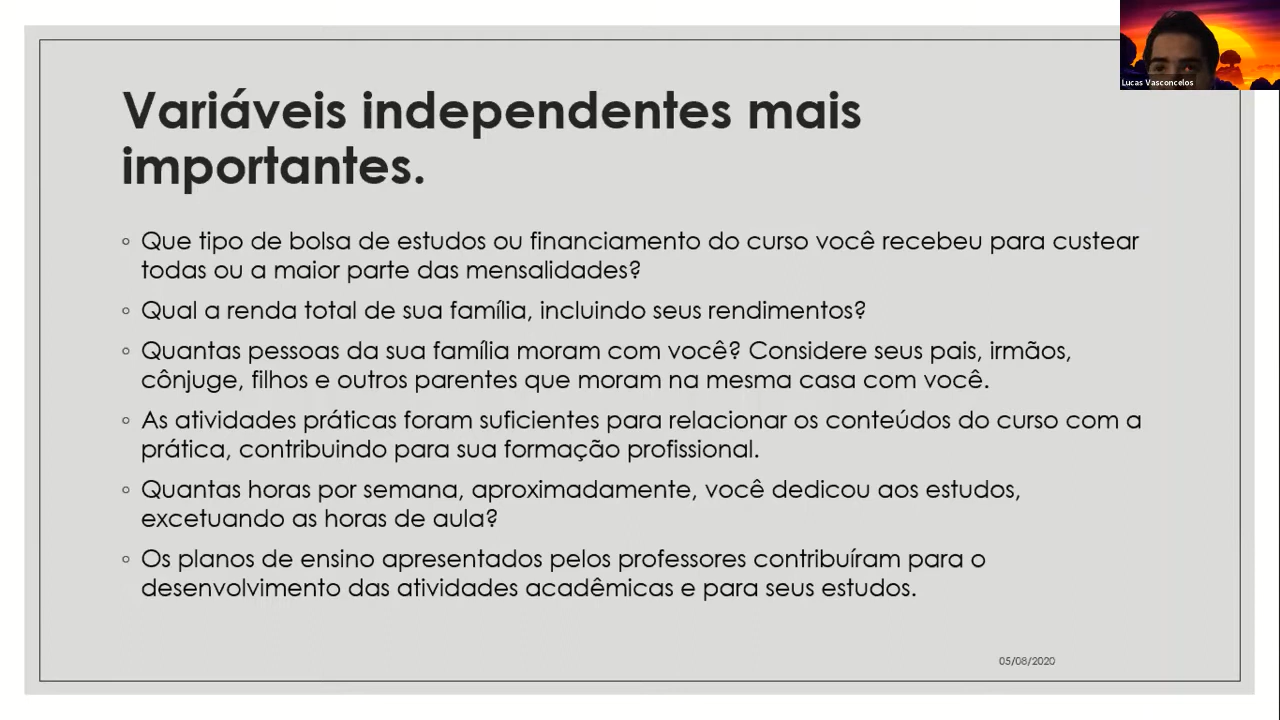 Lucas Vasconcelos
Variáveis independentes mais
importantes.
◦ Que tipo de bolsa de estudos ou financiamento do curso você recebeu para custear
todas ou a maior parte das mensalidades?
◦ Qual a renda total de sua família, incluindo seus rendimentos?
◦ Quantas pessoas da sua família moram com você? Considere seus pais, irmãos,
cônjuge, filhos e outros parentes que moram na mesma casa com você.
◦ As atividades práticas foram suficientes para relacionar os conteúdos do curso com a
prática, contribuindo para sua formação profissional.
◦ Quantas horas por semana, aproximadamente, você dedicou aos estudos,
excetuando as horas de aula?
◦ Os planos de ensino apresentados pelos professores contribuíram para o
desenvolvimento das atividades acadêmicas e para seus estudos.
05/08/2020